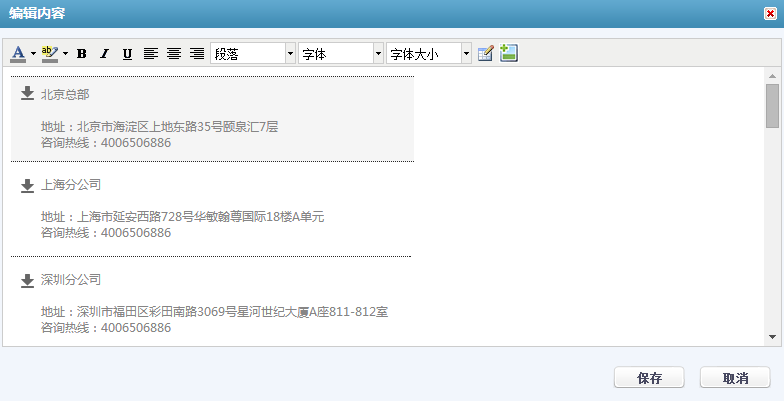 编辑内容
A ab B I U 段落 字体 字体大小
北京总部
地址：北京市海淀区上地东路35号颐泉汇7层
咨询热线：4006506886
上海分公司
地址：上海市延安西路728号华敏翰尊国际18楼A单元
咨询热线：4006506886
深圳分公司
地址：深圳市福田区彩田南路3069号星河世纪大厦A座811-812室
咨询热线：4006506886
保存 取消